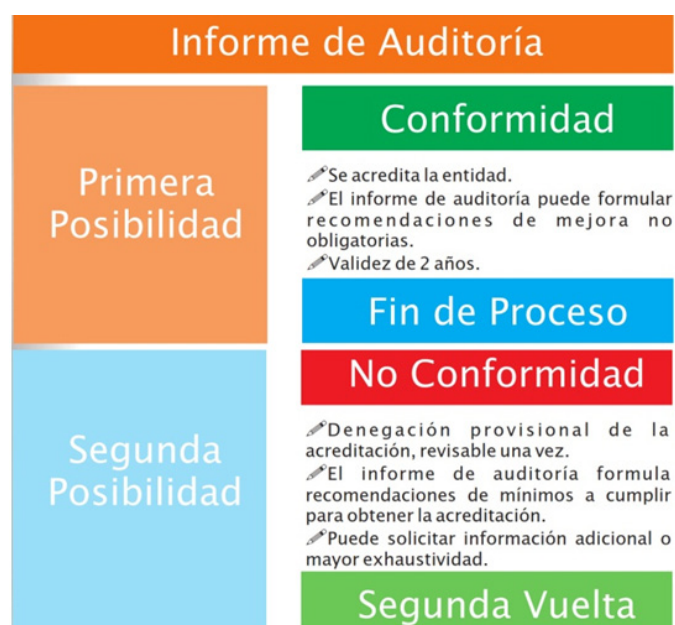 Informe de Auditoría
Primera
Posibilidad
Conformidad
Se acredita la entidad.
El informe de auditoría puede formular
recomendaciones de mejora no
obligatorias.
Validez de 2 años.
Fin de Proceso
Segunda
Posibilidad
No Conformidad
Denegación provisional de la
acreditación, revisable una vez.
El informe de auditoría formula
recomendaciones de mínimos a cumplir
para obtener la acreditación.
Puede solicitar información adicional o
mayor exhaustividad.
Segunda Vuelta